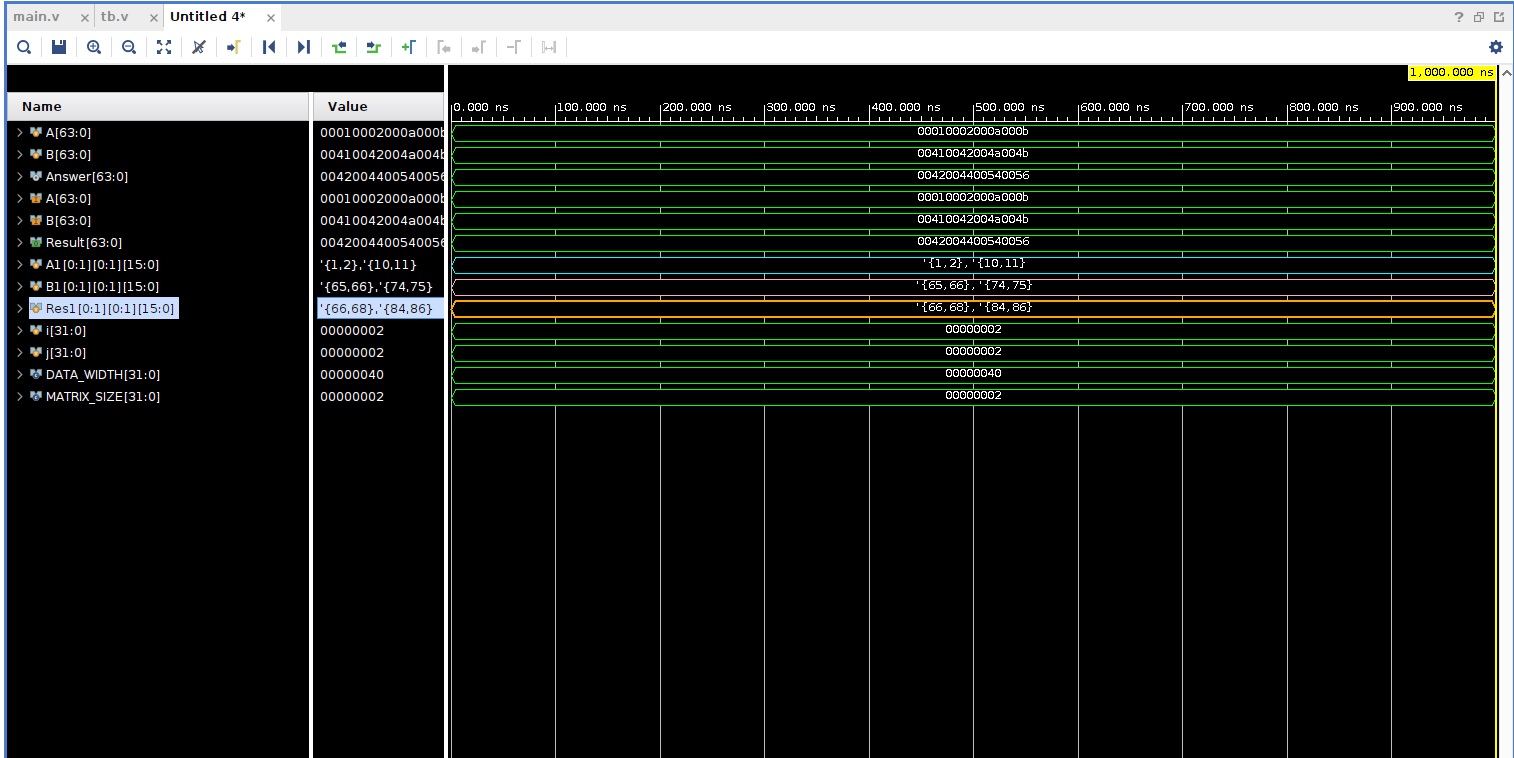 main.v × tb.v × Untitled 4* × ?
1,000.000 ns
Name Value 0.000 ns 100.000 ns 200.000 ns 300.000 ns 400.000 ns 500.000 ns 600.000 ns 700.000 ns 800.000 ns 900.000 ns
A[63:0] 00010002000a000b 00010002000a000b
B[63:0] 00410042004a004b 00410042004a004b
Answer[63:0] 0042004400540056 0042004400540056
A[63:0] 00010002000a000b 00010002000a000b
B[63:0] 00410042004a004b 00410042004a004b
Result[63:0] 0042004400540056 0042004400540056
A1[0:1][0:1][15:0] '{1,2},'{10,11} '{1,2},'{10,11}
B1[0:1][0:1][15:0] '{65,66},'{74,75} '{65,66},'{74,75}
Res1[0:1][0:1][15:0] '{66,68},'{84,86} '{66,68},'{84,86}
i[31:0] 00000002 00000002
j[31:0] 00000002 00000002
DATA_WIDTH[31:0] 00000040 00000040
MATRIX_SIZE[31:0] 00000002 00000002